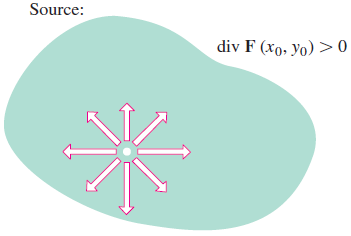 Source:
div F (x₀, y₀) > 0